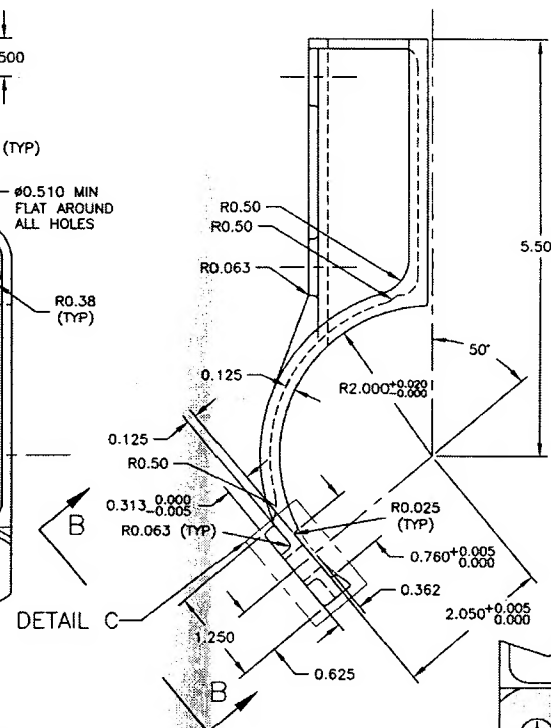 500
(TYP)
ø0.510 MIN
FLAT AROUND
ALL HOLES
R0.38
(TYP)
R0.50
R0.50
R0.063
5.50
50°
0.125
R2.000+0.020
-0.000
0.125
R0.50
0.313 0.000
-0.005
R0.063 (TYP)
R0.025
(TYP)
0.760+0.005
0.000
0.362
2.050+0.005
0.000
B
DETAIL C
1.250
0.625
B